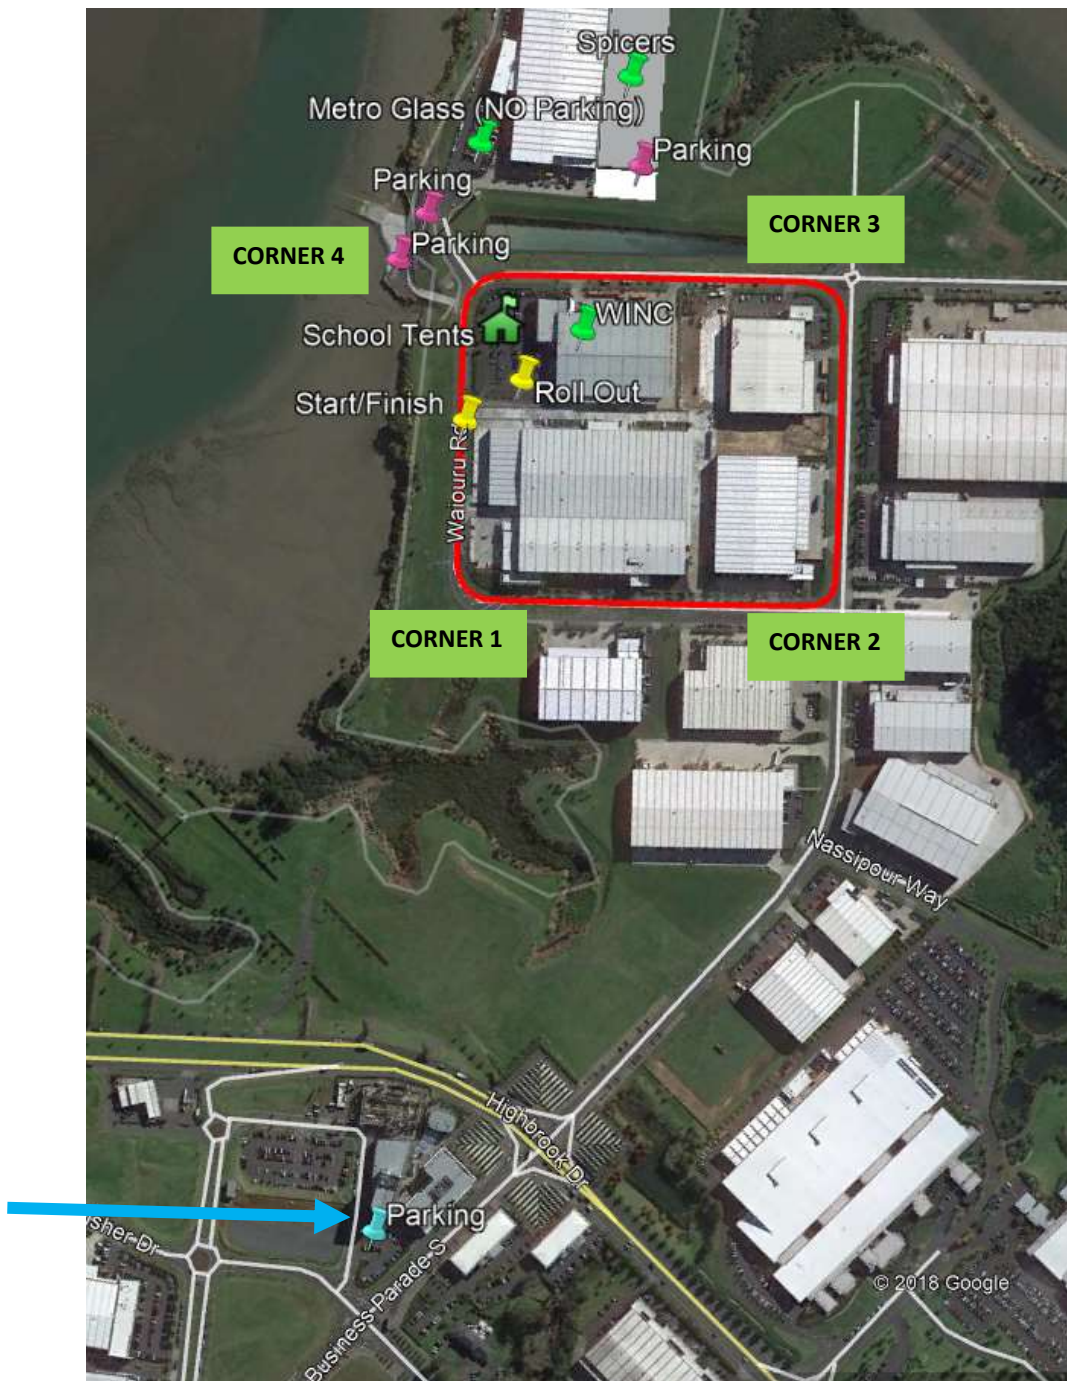 Spicers
Metro Glass (NO Parking)
Parking
Parking
CORNER 3
Parking
CORNER 4
WINC
School Tents
Roll Out
Start/Finish
Waiouru Rd
CORNER 1
CORNER 2
Nassipour Way
Highbrook Dr
Parking
isher Dr
Business Parade S
© 2018 Google